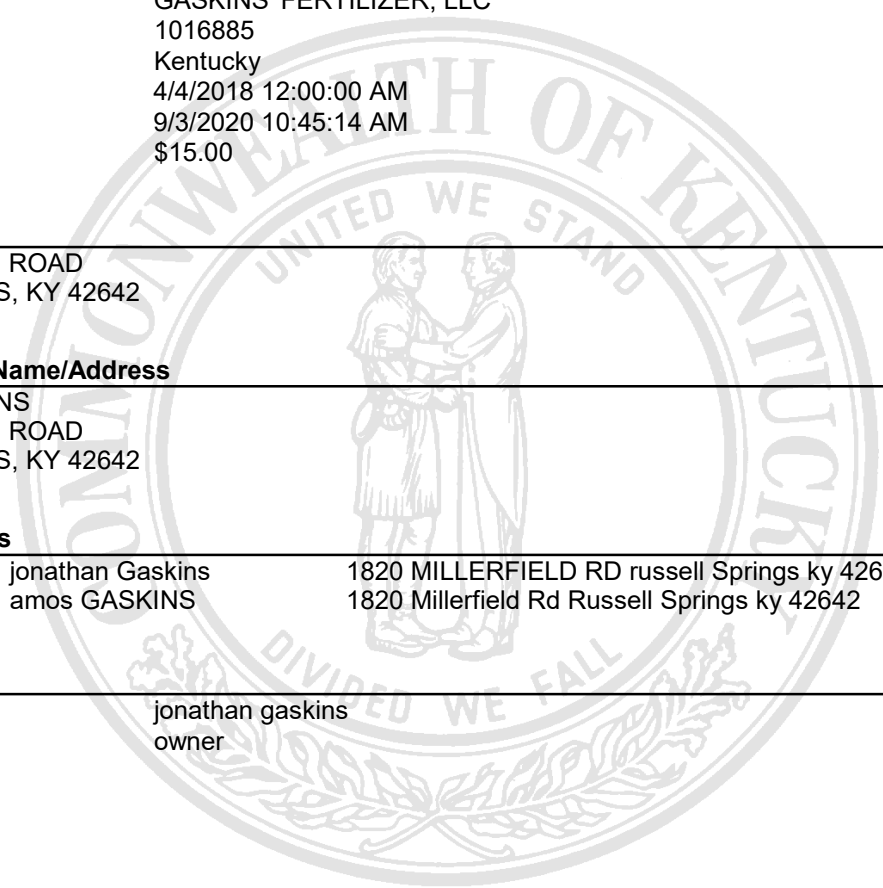 GASKINS' FERTILIZER, LLC
1016885
Kentucky
4/4/2018 12:00:00 AM
9/3/2020 10:45:14 AM
$15.00
ROAD
S, KY 42642
Name/Address
NS
ROAD
S, KY 42642
s
jonathan Gaskins 1820 MILLERFIELD RD russell Springs ky 426
amos GASKINS 1820 Millerfield Rd Russell Springs ky 42642
jonathan gaskins
owner
COMMONWEALTH OF KENTUCKY
UNITED WE STAND
DIVIDED WE FALL